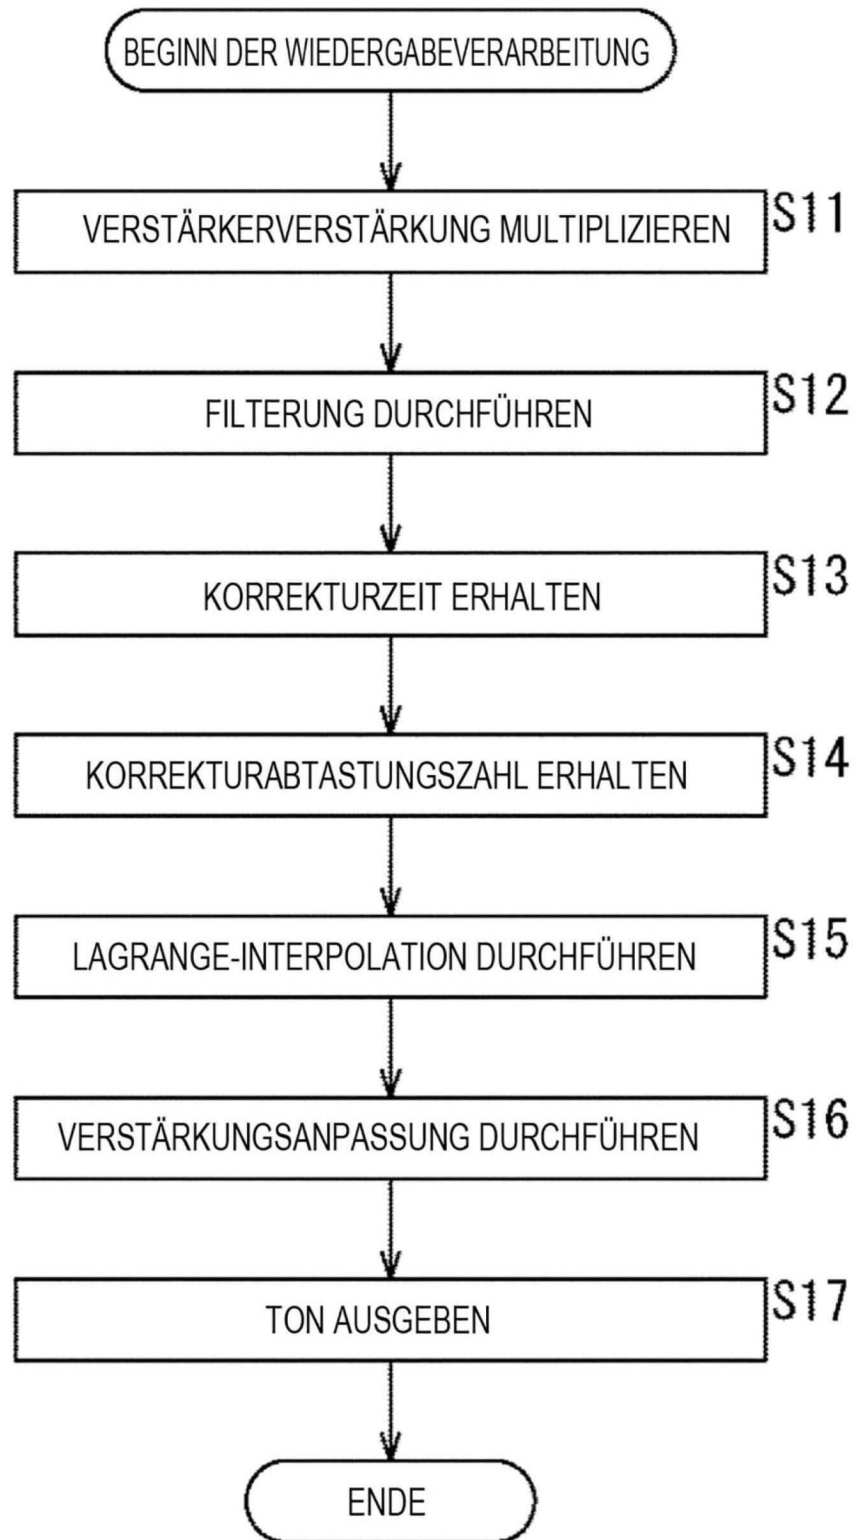 BEGINN DER WIEDERGABEVERARBEITUNG
VERSTÄRKERVERSTÄRKUNG MULTIPLIZIEREN
S11
FILTERUNG DURCHFÜHREN
S12
KORREKTURZEIT ERHALTEN
S13
KORREKTURABTASTUNGSZAHL ERHALTEN
S14
LAGRANGE-INTERPOLATION DURCHFÜHREN
S15
VERSTÄRKUNGSANPASSUNG DURCHFÜHREN
S16
TON AUSGEBEN
S17
ENDE